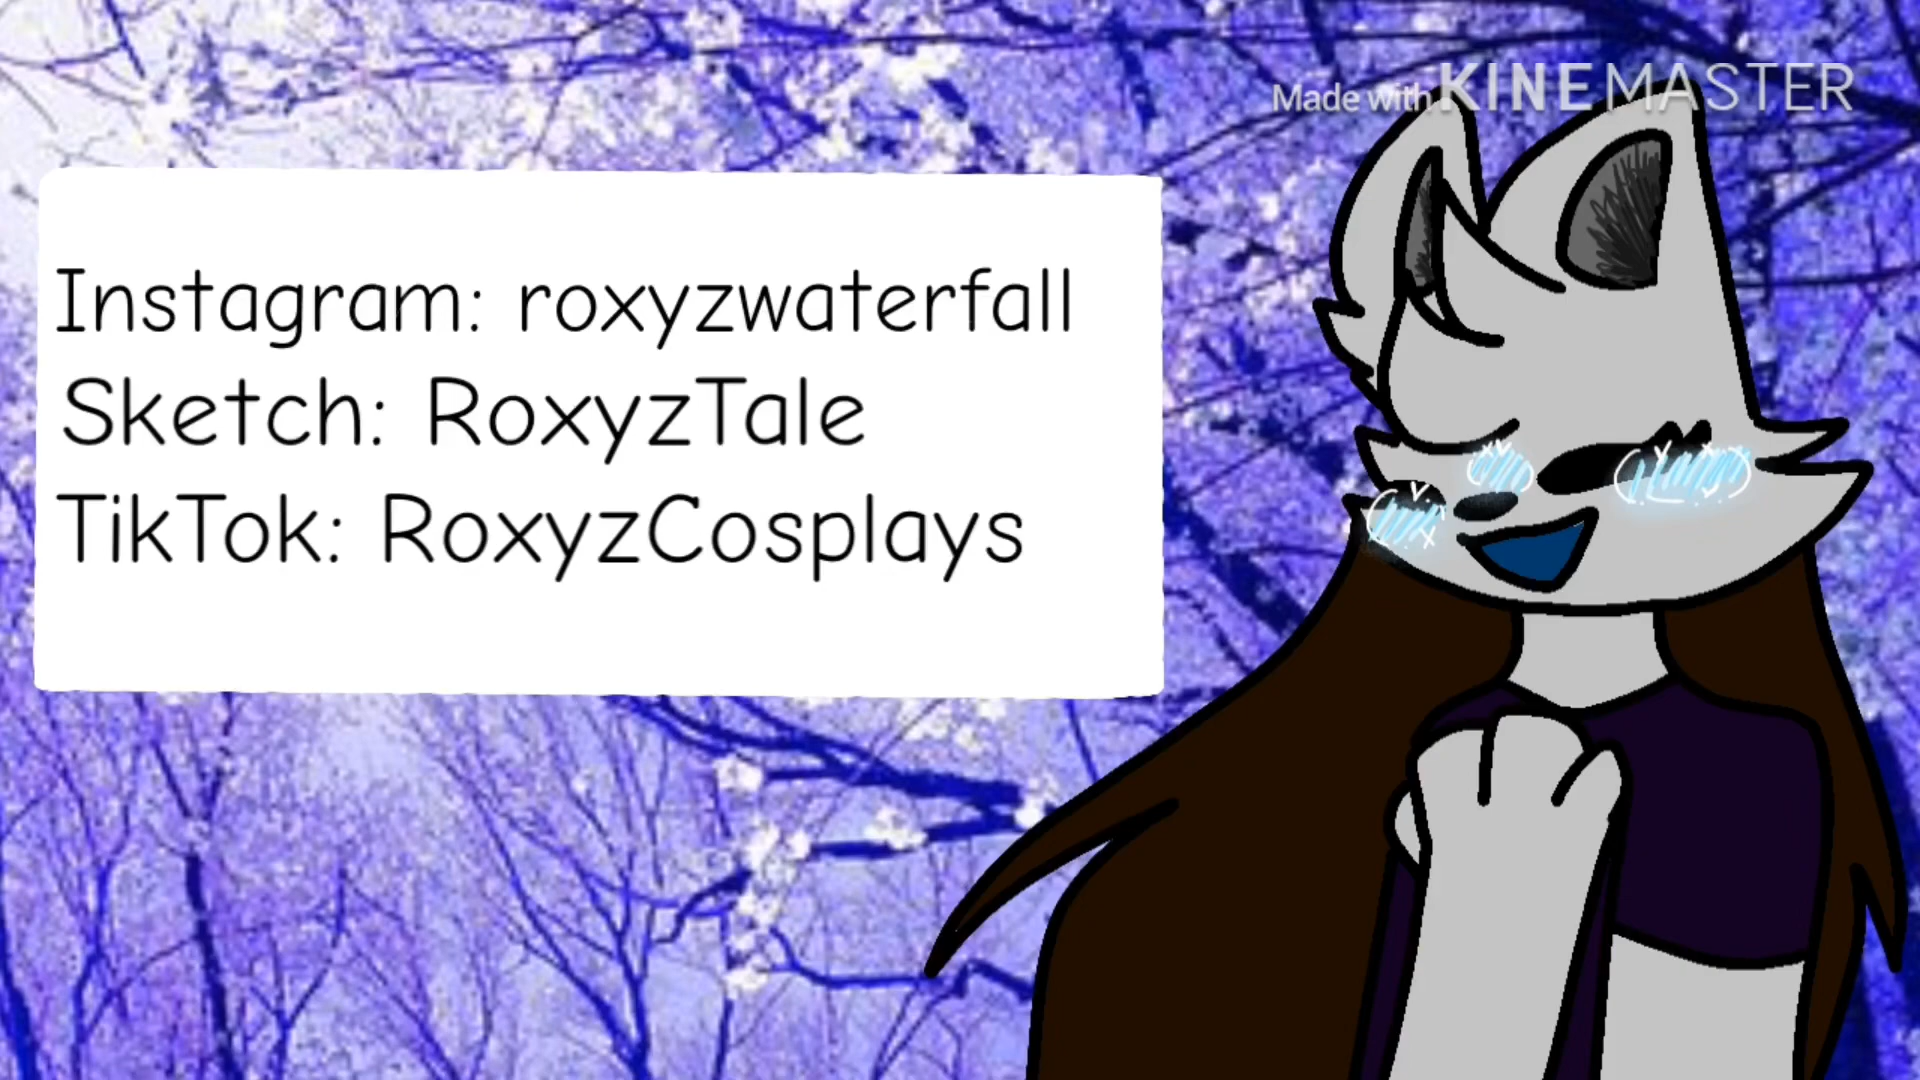 Made with KINEMASTER
Instagram: roxyzwaterfall
Sketch: RoxyzTale
TikTok: RoxyzCosplays